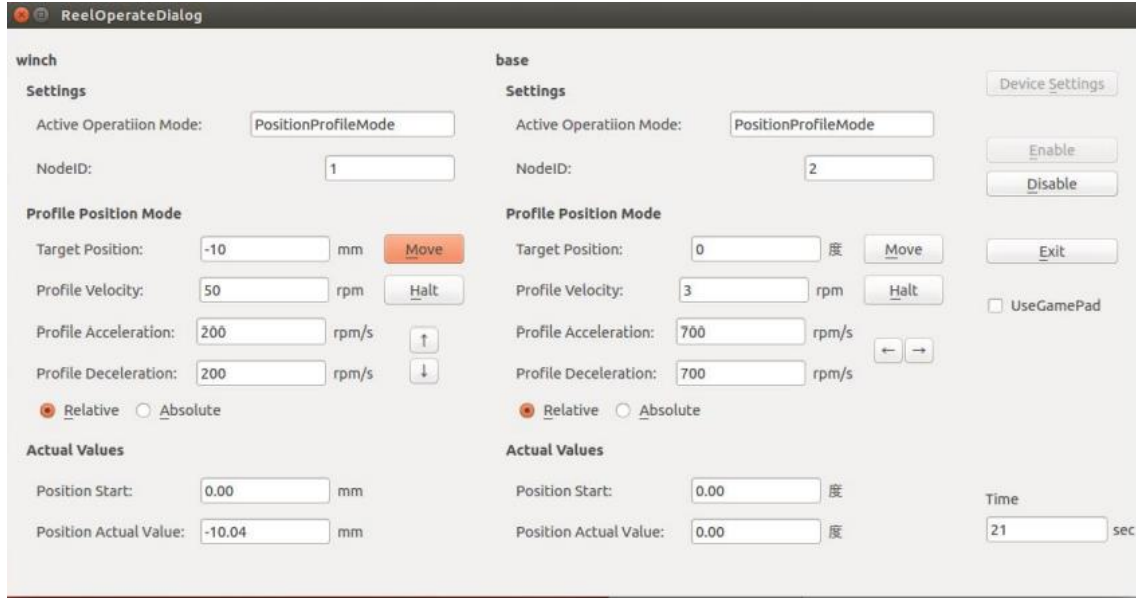 ReelOperateDialog
winch
Settings
Active Operatiion Mode: PositionProfileMode
NodeID: 1
Profile Position Mode
Target Position: -10 mm Move
Profile Velocity: 50 rpm Halt
Profile Acceleration: 200 rpm/s ↑
Profile Deceleration: 200 rpm/s ↓
Relative Absolute
Actual Values
Position Start: 0.00 mm
Position Actual Value: -10.04 mm
base
Settings
Active Operatiion Mode: PositionProfileMode
NodeID: 2
Profile Position Mode
Target Position: 0 度 Move
Profile Velocity: 3 rpm Halt
Profile Acceleration: 700 rpm/s
← →
Profile Deceleration: 700 rpm/s
Relative Absolute
Actual Values
Position Start: 0.00 度
Position Actual Value: 0.00 度
Device Settings
Enable
Disable
Exit
UseGamePad
Time
21 sec